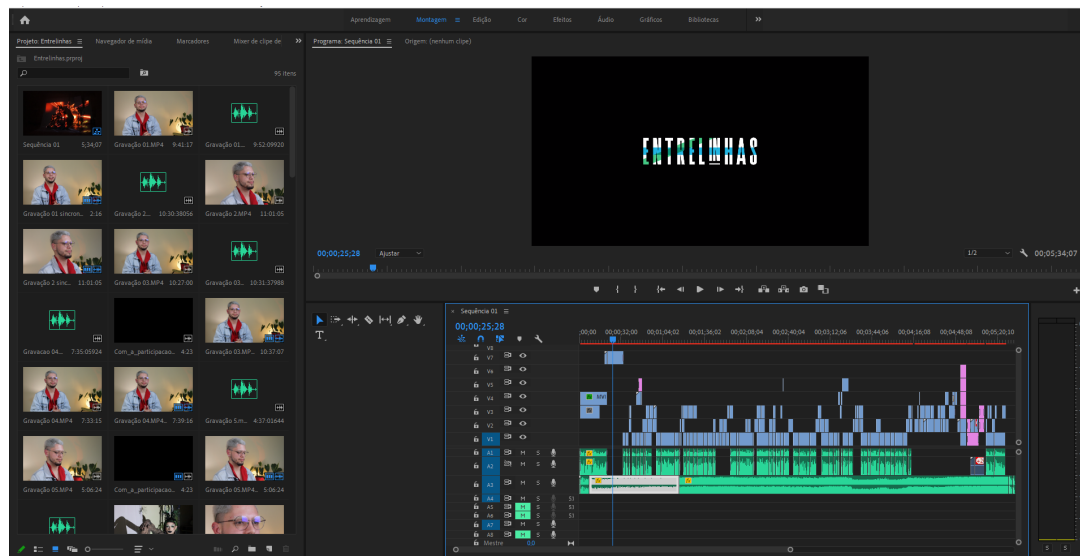 Aprendizagem Montagem Edição Cor Efeitos Áudio Gráficos Bibliotecas
Projeto: Entrelinhas Navegador de mídia Marcadores Mixer de clipe de
Programa: Sequência 01 Origem: (nenhum clipe)
Entrelinhas.prproj
95 itens
Sequência 01 5;34;07 Gravação 01.MP4 9:41:17 Gravação 01... 9:52:09920
Gravação 01 sincron... 2:16 Gravação 2... 10:30:38056 Gravação 2.MP4 11:01:05
Gravação 2 sinc... 11:01:05 Gravação 03.MP4 10:27:00 Gravação 03... 10:31:37988
Gravacao 04... 7:35:05924 Com_a_participacao... 4:23 Gravação 03.MP... 10:37:07
Gravação 04.MP4 7:33:15 Gravação 04.MP4... 7:39:16 Gravação 5.m... 4:37:01644
Gravação 05.MP4 5:06:24 Com_a_participacao... 4:23 Gravação 05.MP4... 5:06:24
ENTRELINHAS
00;00;25;28 Ajustar 1/2 00;05;34;07
Sequência 01
00;00;25;28
;00;00 00;00;32;00 00;01;04;02 00;01;36;02 00;02;08;04 00;02;40;04 00;03;12;06 00;03;44;06 00;04;16;08 00;04;48;08 00;05;20;10
V8
V7
V6
V5
V4
V3
V2
V1
A1 M S
A2 M S
A3 M S
A4 M S 51
A5 M S
A6 M S 51
A7 M S
A8 M S
Mestre 0,0
S S